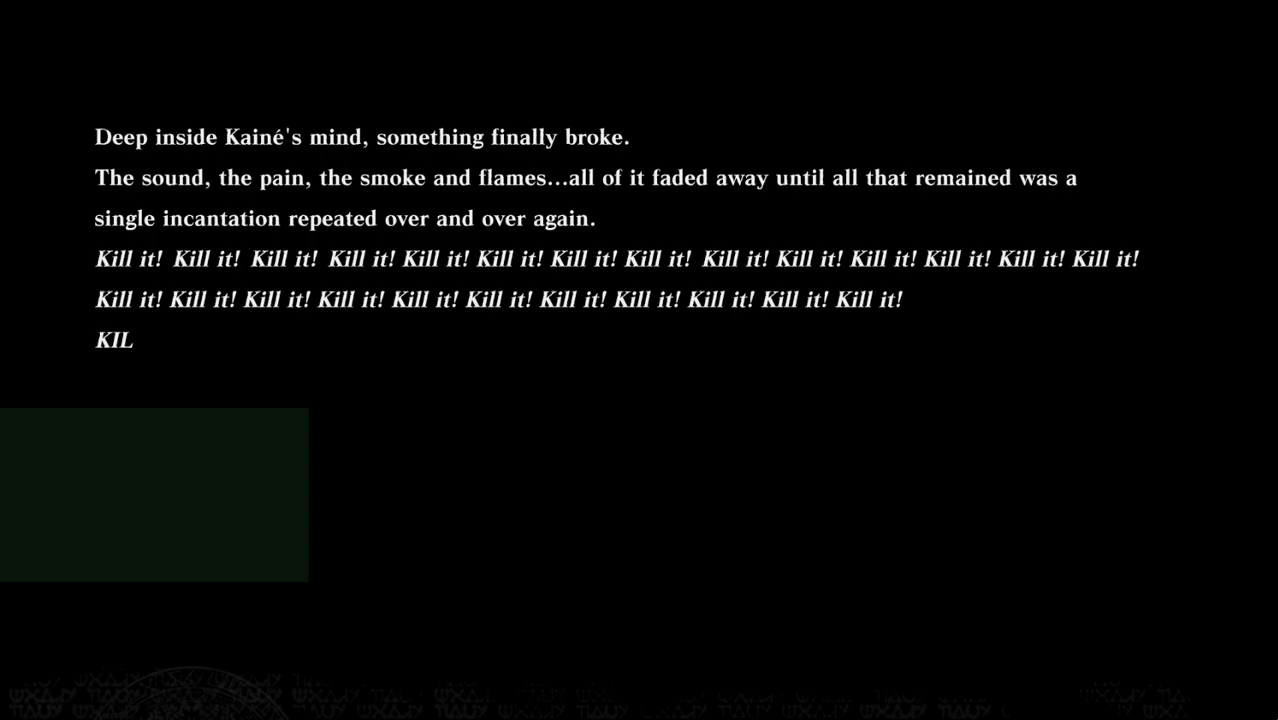 Deep inside Kainé's mind, something finally broke.
The sound, the pain, the smoke and flames...all of it faded away until all that remained was a
single incantation repeated over and over again.
Kill it! Kill it! Kill it! Kill it! Kill it! Kill it! Kill it! Kill it! Kill it! Kill it! Kill it! Kill it! Kill it! Kill it!
Kill it! Kill it! Kill it! Kill it! Kill it! Kill it! Kill it! Kill it! Kill it! Kill it! Kill it!
KIL